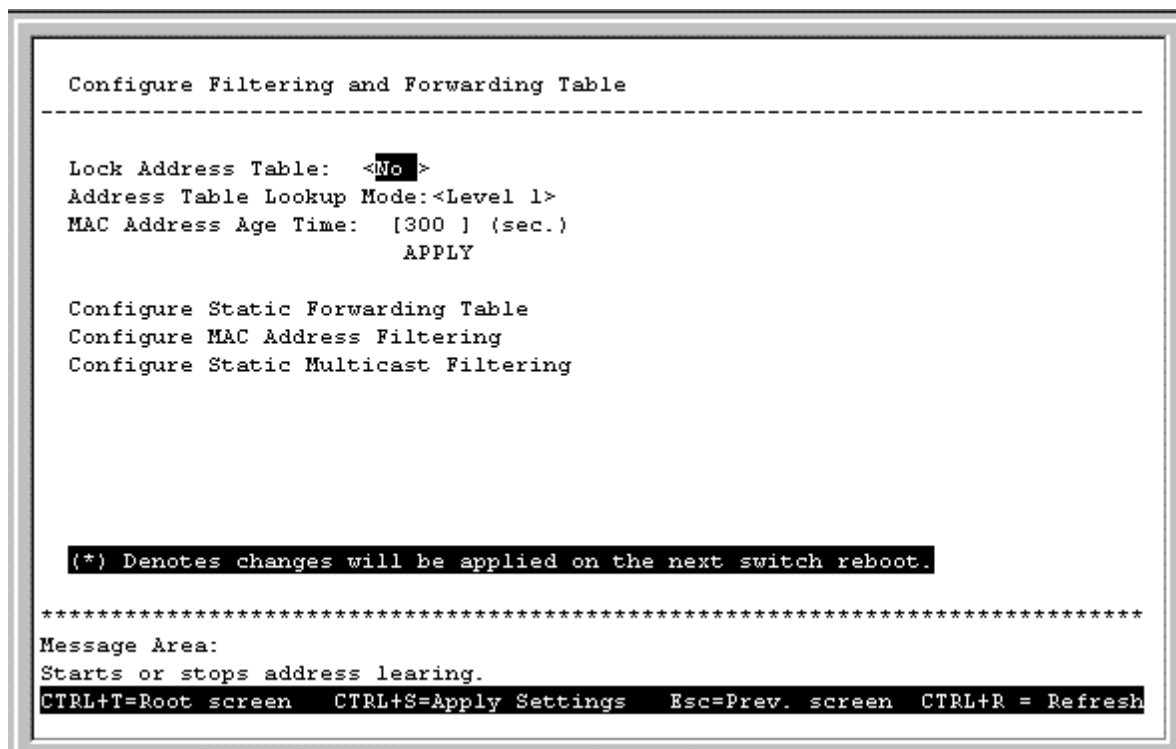 Configure Filtering and Forwarding Table
-------------------------------------------------------------------------------
Lock Address Table: <No >
Address Table Lookup Mode:<Level 1>
MAC Address Age Time: [300 ] (sec.)
APPLY
Configure Static Forwarding Table
Configure MAC Address Filtering
Configure Static Multicast Filtering
(*) Denotes changes will be applied on the next switch reboot.
*******************************************************************************
Message Area:
Starts or stops address learing.
CTRL+T=Root screen CTRL+S=Apply Settings Esc=Prev. screen CTRL+R = Refresh